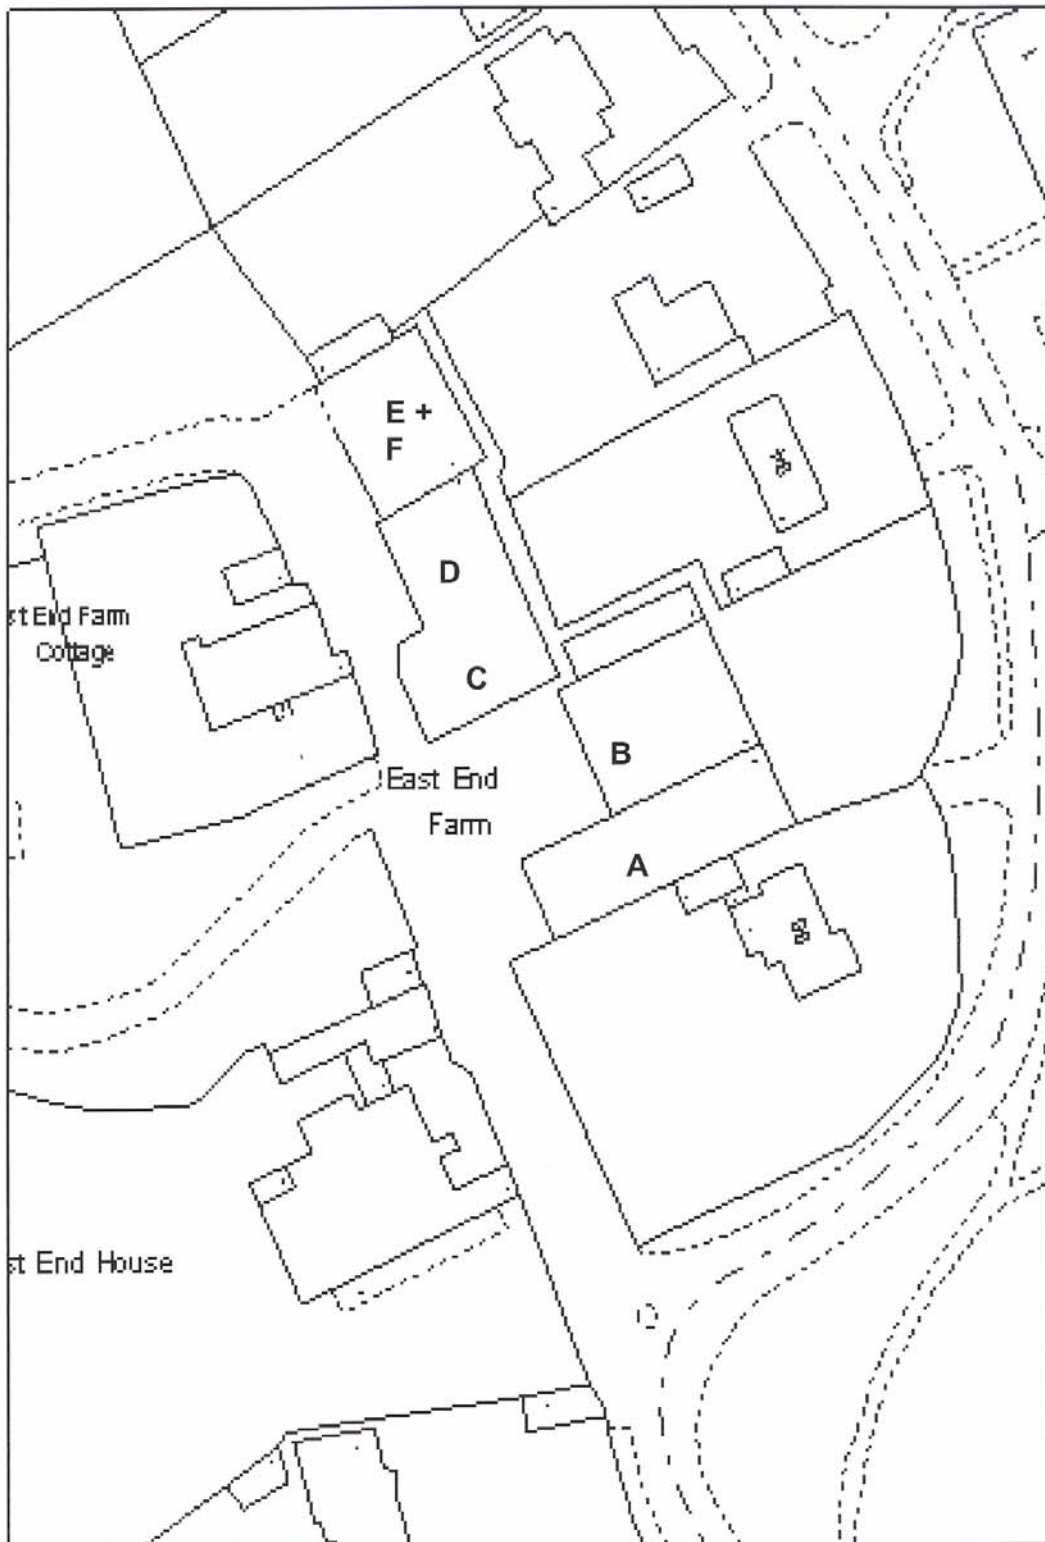 E +
F
D
st End Farm
Cottage
C
B
East End
Farm
A
st End House